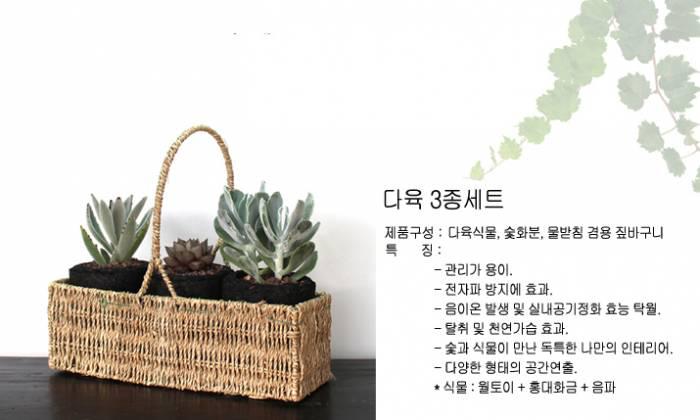 다육 3종세트
제품구성 : 다육식물, 숯화분, 물받침 겸용 짚바구니
특 징 :
- 관리가 용이.
- 전자파 방지에 효과.
- 음이온 발생 및 실내공기정화 효능 탁월.
- 탈취 및 천연가습 효과.
- 숯과 식물이 만난 독특한 나만의 인테리어.
- 다양한 형태의 공간연출.
* 식물 : 월토이 + 홍대화금 + 음파